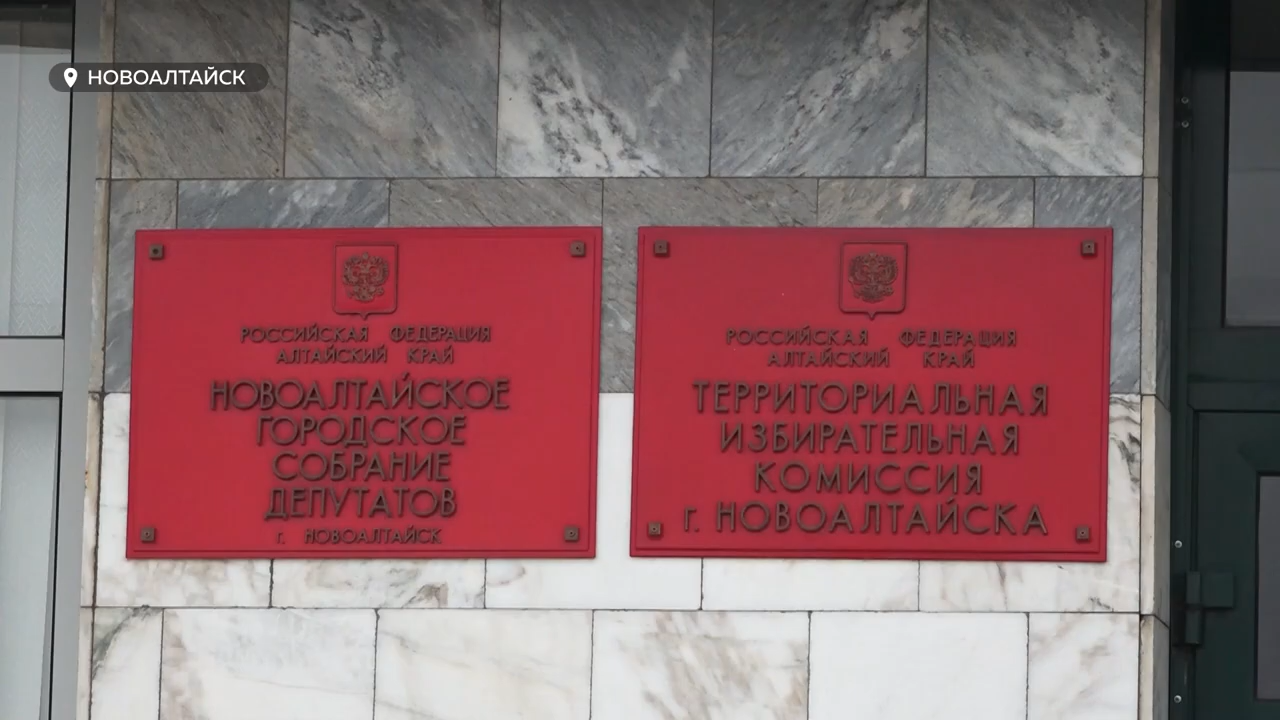 НОВОАЛТАЙСК
РОССИЙСКАЯ ФЕДЕРАЦИЯ
АЛТАЙСКИЙ КРАЙ
НОВОАЛТАЙСКОЕ
ГОРОДСКОЕ
СОБРАНИЕ
ДЕПУТАТОВ
г. НОВОАЛТАЙСК
РОССИЙСКАЯ ФЕДЕРАЦИЯ
АЛТАЙСКИЙ КРАЙ
ТЕРРИТОРИАЛЬНАЯ
ИЗБИРАТЕЛЬНАЯ
КОМИССИЯ
г. НОВОАЛТАЙСКА